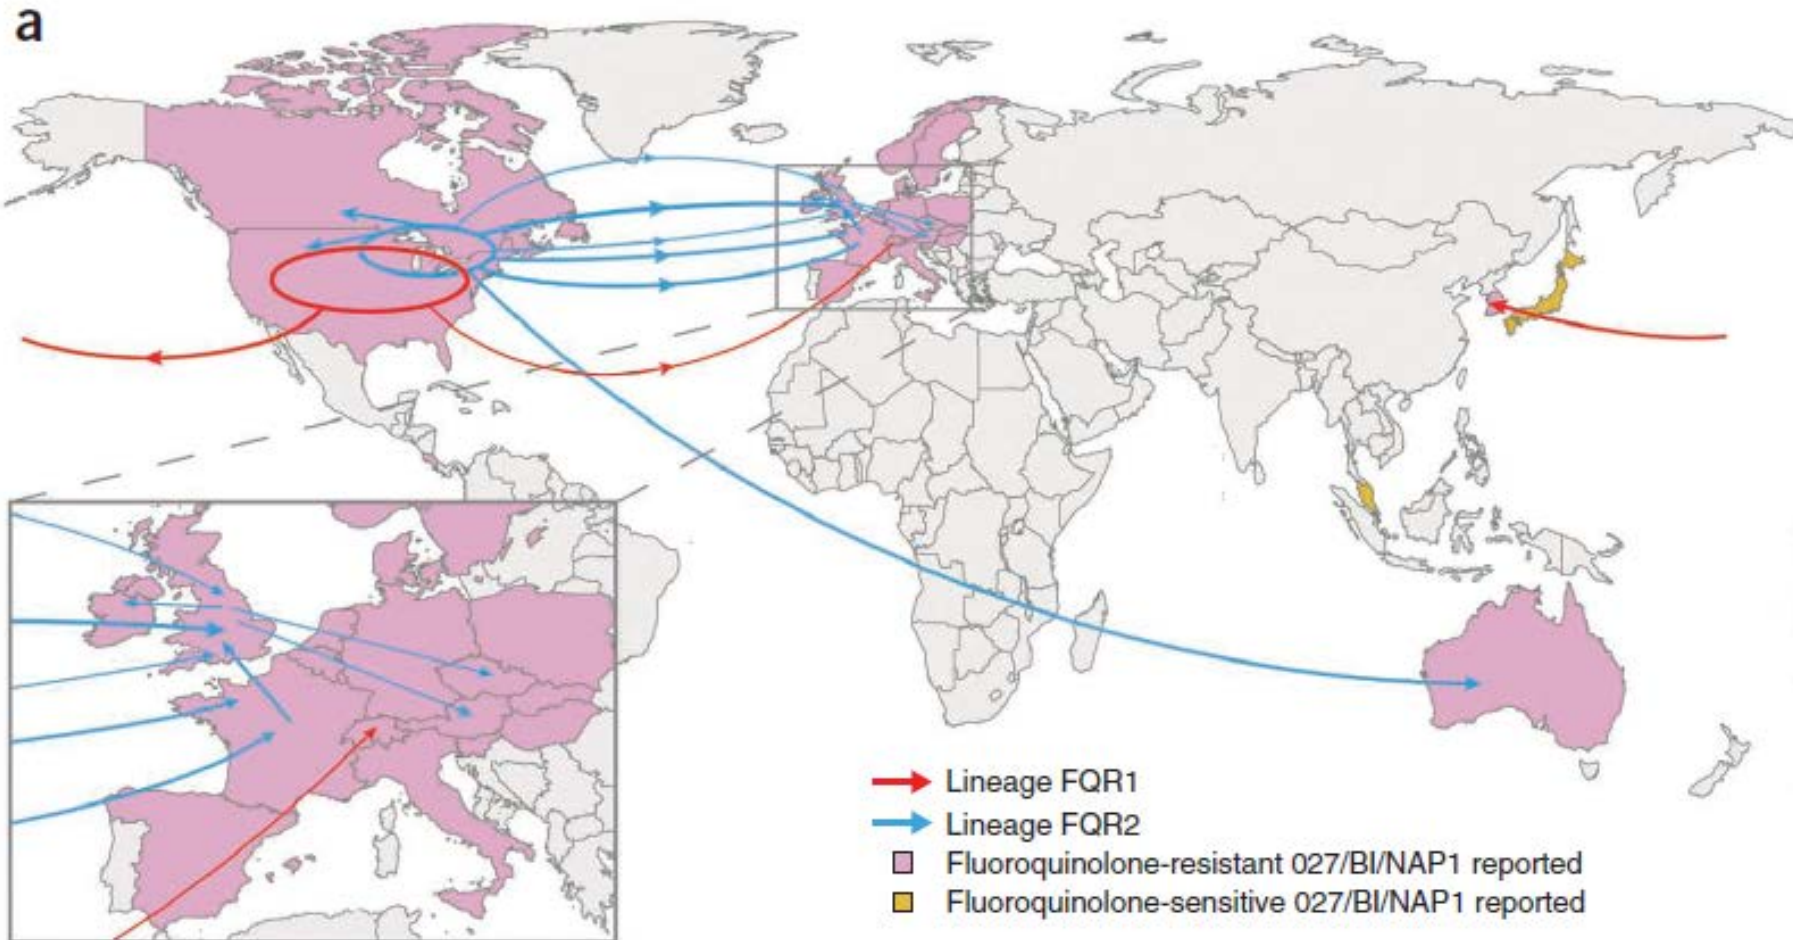 a
Lineage FQR1
Lineage FQR2
Fluoroquinolone-resistant 027/BI/NAP1 reported
Fluoroquinolone-sensitive 027/BI/NAP1 reported